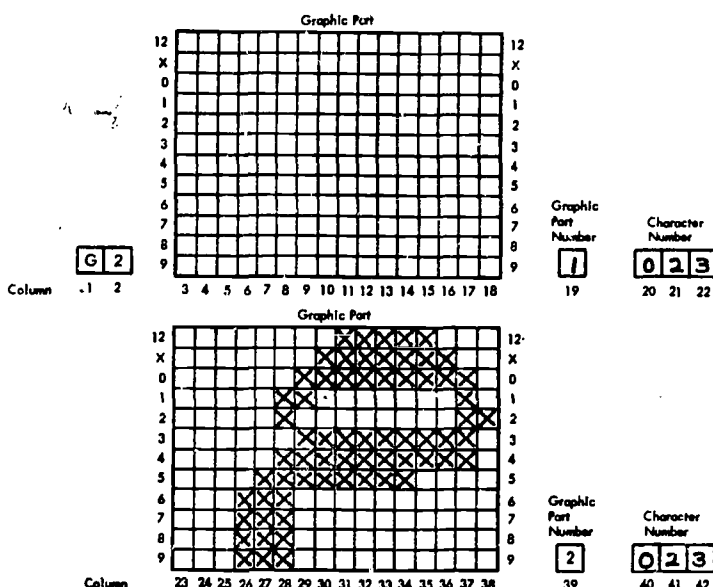 Graphic Part
12 12
X X
0 0
1 1
2 2
3 3
4 4
5 5
6 6
7 7
8 8
9 9
G 2
Column 1 2 3 4 5 6 7 8 9 10 11 12 13 14 15 16 17 18
Graphic
Part
Number
1
19
Character
Number
0 2 3
20 21 22
Graphic Part
12 12
X X
0 0
1 1
2 2
3 3
4 4
5 5
6 6
7 7
8 8
9 9
Column 23 24 25 26 27 28 29 30 31 32 33 34 35 36 37 38
Graphic
Part
Number
2
39
Character
Number
0 2 3
40 41 42